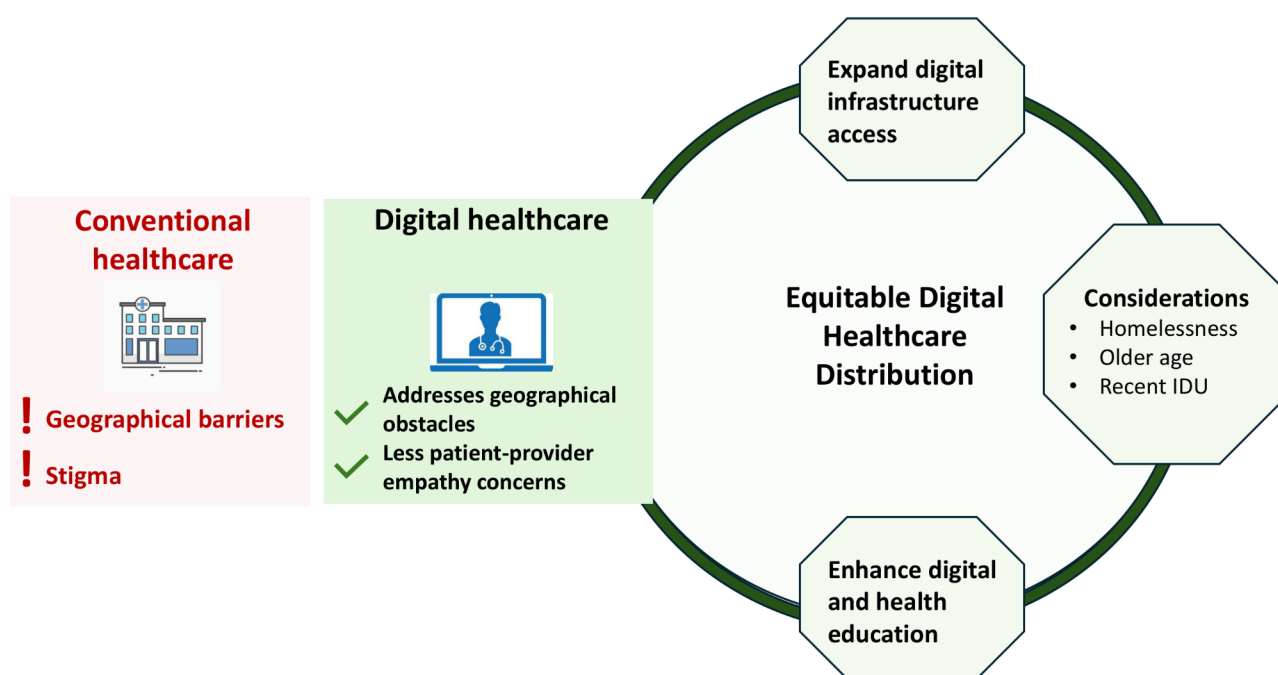 Conventional
healthcare
! Geographical barriers
! Stigma
Digital healthcare
Addresses geographical
obstacles
Less patient-provider
empathy concerns
Equitable Digital
Healthcare
Distribution
Expand digital
infrastructure
access
Considerations
• Homelessness
• Older age
• Recent IDU
Enhance digital
and health
education